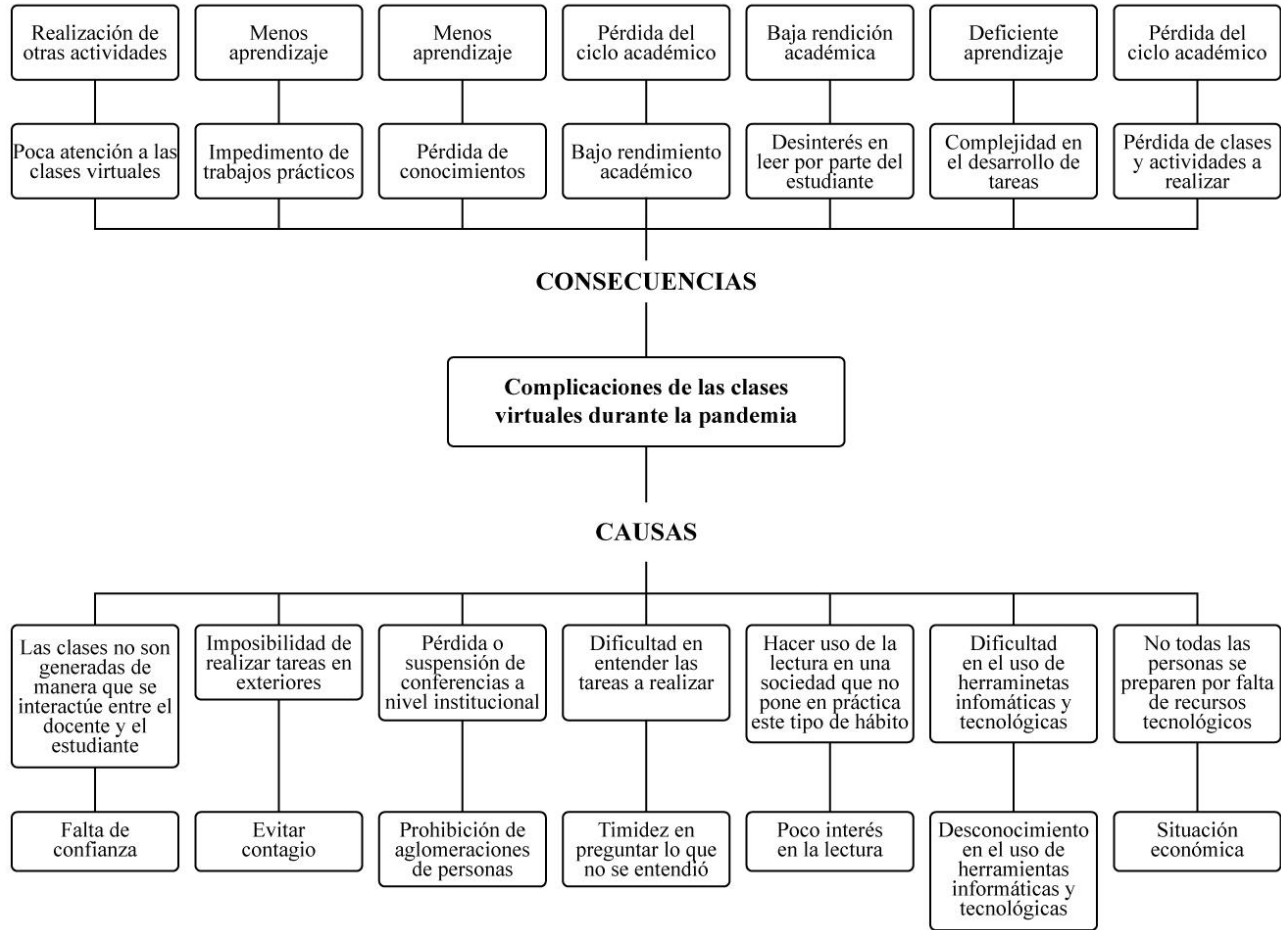 Realización de
otras actividades
Menos
aprendizaje
Menos
aprendizaje
Pérdida del
ciclo académico
Baja rendición
académica
Deficiente
aprendizaje
Pérdida del
ciclo académico
Poca atención a las
clases virtuales
Impedimento de
trabajos prácticos
Pérdida de
conocimientos
Bajo rendimiento
académico
Desinterés en
leer por parte del
estudiante
Complejidad en
el desarrollo de
tareas
Pérdida de clases
y actividades a
realizar
CONSECUENCIAS
Complicaciones de las clases
virtuales durante la pandemia
CAUSAS
Las clases no son
generadas de
manera que se
interactúe entre el
docente y el
estudiante
Imposibilidad de
realizar tareas en
exteriores
Pérdida o
suspensión de
conferencias a
nivel institucional
Dificultad en
entender las
tareas a realizar
Hacer uso de la
lectura en una
sociedad que no
pone en práctica
este tipo de hábito
Dificultad
en el uso de
herraminetas
infomáticas y
tecnológicas
No todas las
personas se
preparen por falta
de recursos
tecnológicos
Falta de
confianza
Evitar
contagio
Prohibición de
aglomeraciones
de personas
Timidez en
preguntar lo que
no se entendió
Poco interés
en la lectura
Desconocimiento
en el uso de
herramientas
informáticas y
tecnológicas
Situación
económica